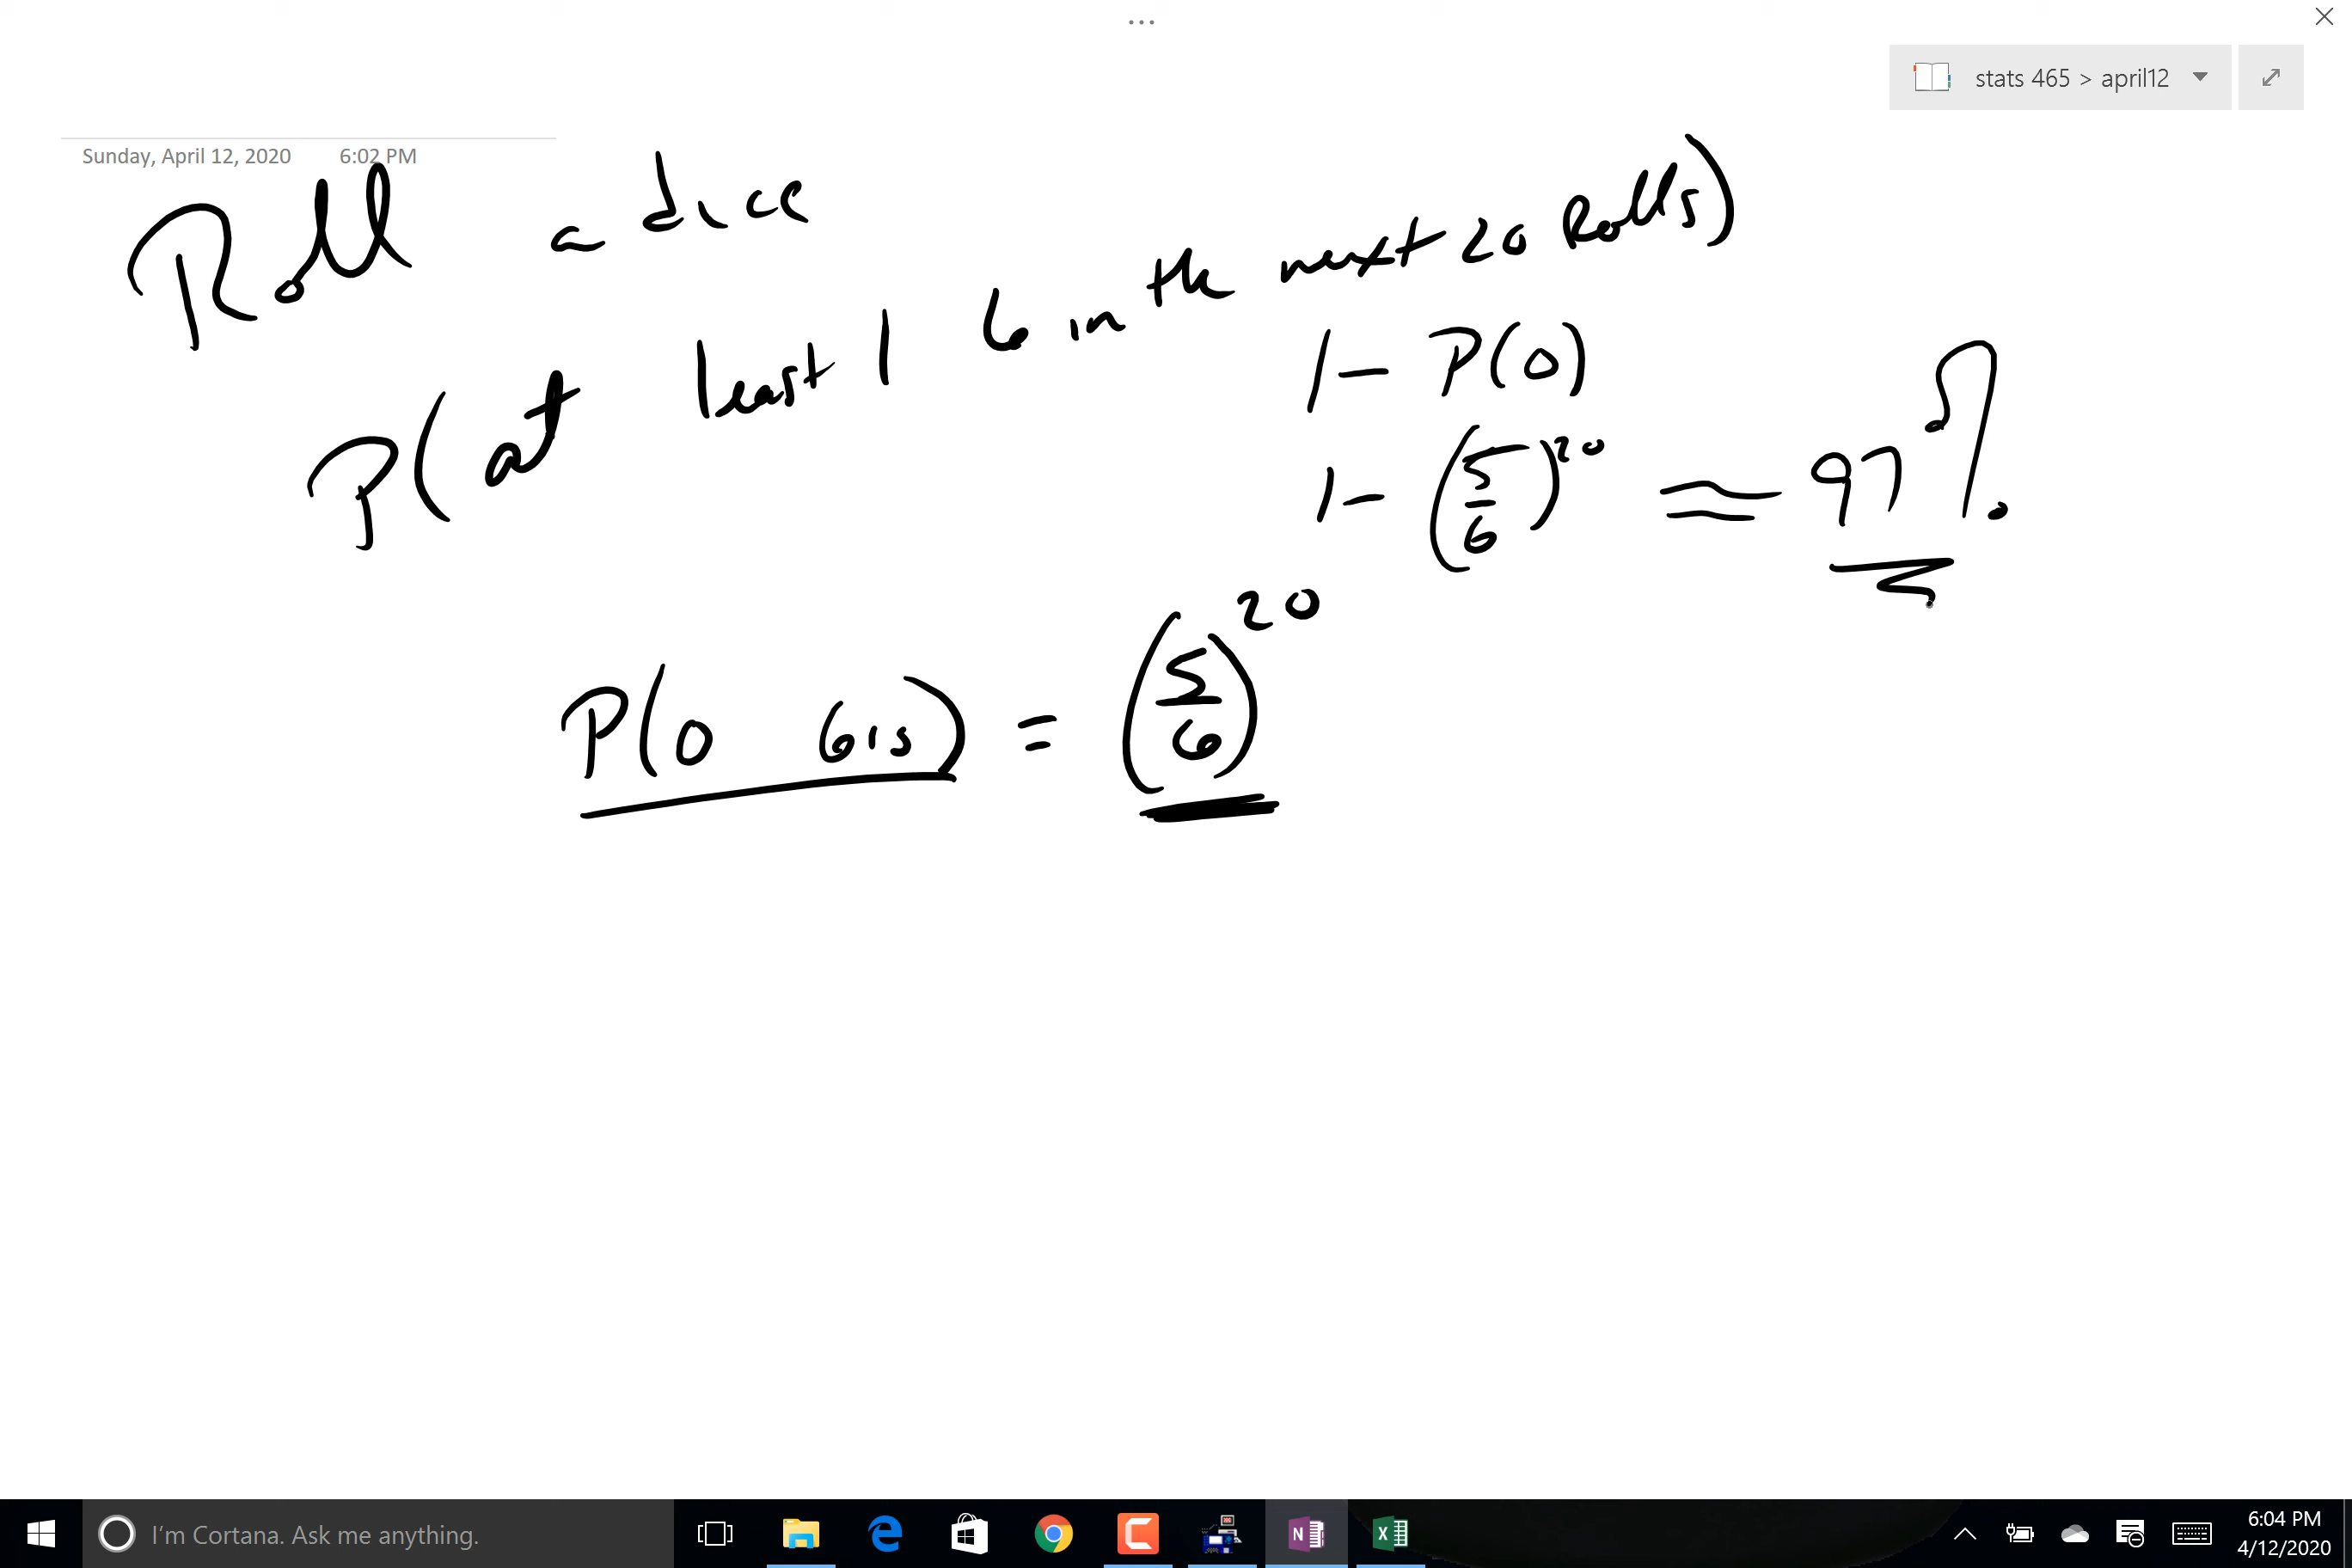 ...
stats 465 > april12
Sunday, April 12, 2020 6:02 PM
Roll a dice
P(at least 1 6 in the next 20 Rolls)
1 - P(0)
1 - (5/6)^20 ≈ 97%
P(0 6's) = (5/6)^20
I'm Cortana. Ask me anything.
6:04 PM
4/12/2020